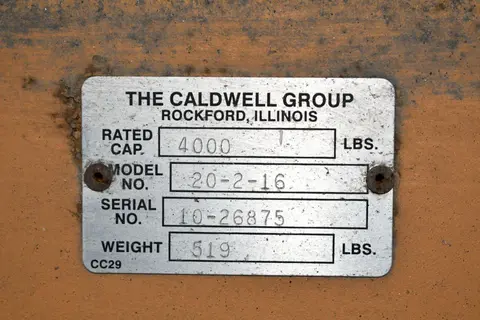 THE CALDWELL GROUP
ROCKFORD, ILLINOIS
RATED CAP. 4000 LBS.
MODEL NO. 20-2-16
SERIAL NO. 10-26875
WEIGHT 519 LBS.
CC29